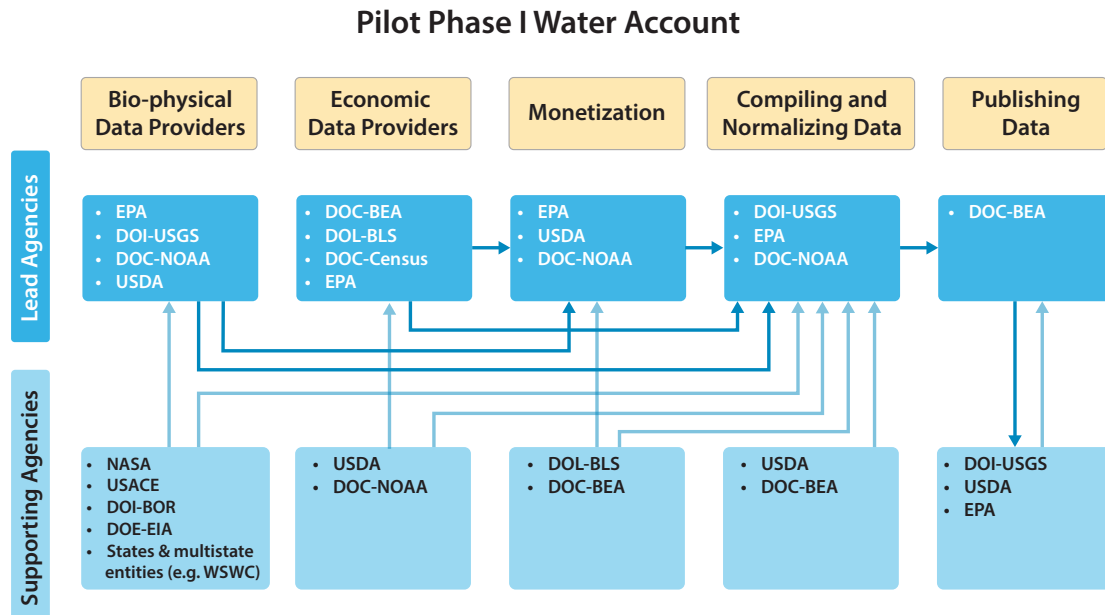 Pilot Phase I Water Account
Bio-physical
Data Providers
Economic
Data Providers
Monetization
Compiling and
Normalizing Data
Publishing
Data
Lead Agencies
• EPA
• DOI-USGS
• DOC-NOAA
• USDA
• DOC-BEA
• DOL-BLS
• DOC-Census
• EPA
• EPA
• USDA
• DOC-NOAA
• DOI-USGS
• EPA
• DOC-NOAA
• DOC-BEA
Supporting Agencies
• NASA
• USACE
• DOI-BOR
• DOE-EIA
• States & multistate
entities (e.g. WSWC)
• USDA
• DOC-NOAA
• DOL-BLS
• DOC-BEA
• USDA
• DOC-BEA
• DOI-USGS
• USDA
• EPA